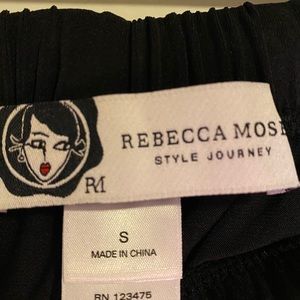 REBECCA MOSE
STYLE JOURNEY
RM
S
MADE IN CHINA
RN 123475